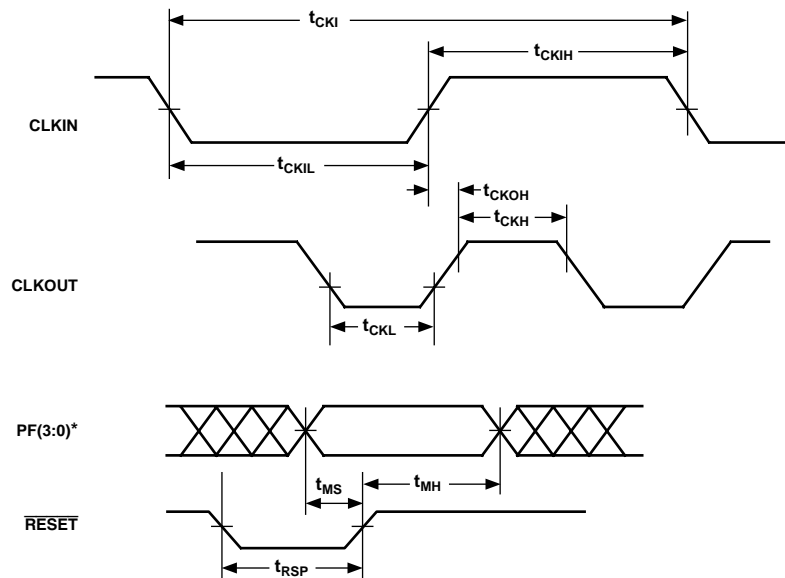 tCKI
tCKIH
CLKIN
tCKIL
tCKOH
tCKH
CLKOUT
tCKL
PF(3:0)*
tMS
tMH
RESET
tRSP